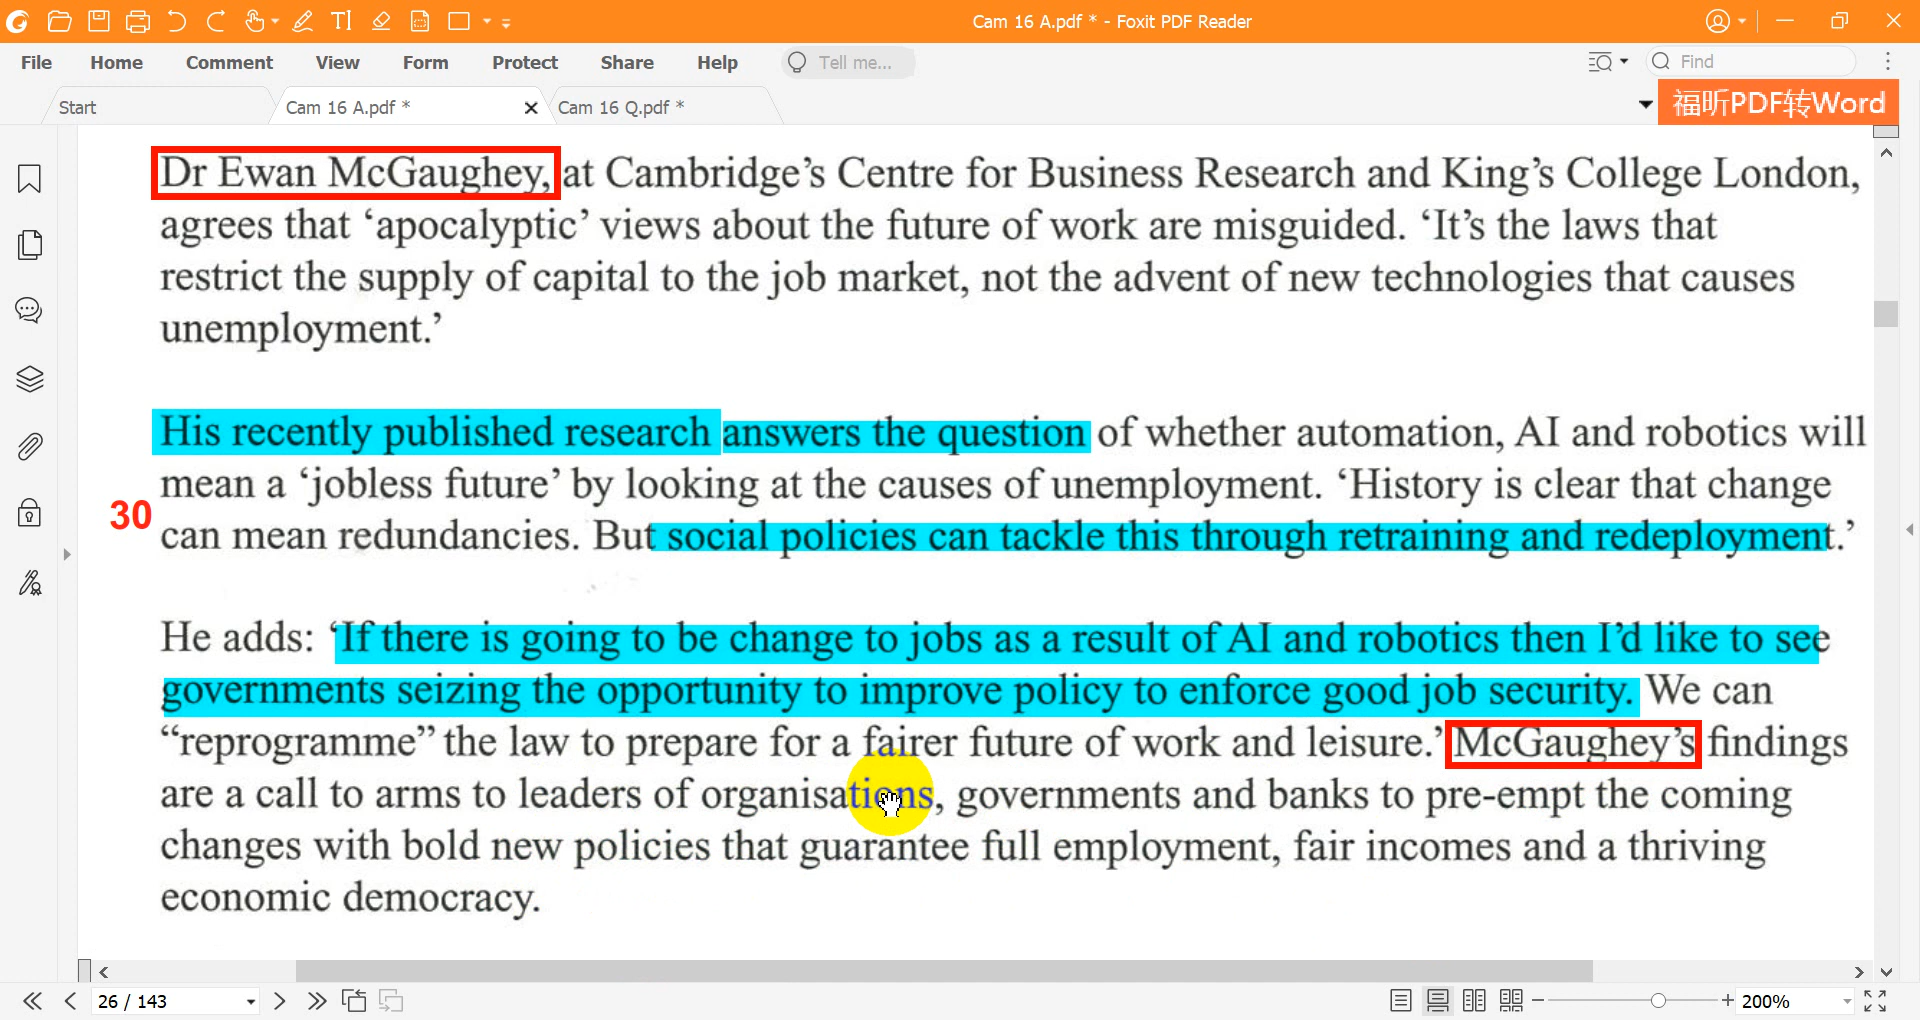 Cam 16 A.pdf * - Foxit PDF Reader
File Home Comment View Form Protect Share Help Tell me... Find
Start Cam 16 A.pdf * Cam 16 Q.pdf * 福昕PDF转Word
Dr Ewan McGaughey, at Cambridge’s Centre for Business Research and King’s College London,
agrees that ‘apocalyptic’ views about the future of work are misguided. ‘It’s the laws that
restrict the supply of capital to the job market, not the advent of new technologies that causes
unemployment.’
His recently published research answers the question of whether automation, AI and robotics will
mean a ‘jobless future’ by looking at the causes of unemployment. ‘History is clear that change
30 can mean redundancies. But social policies can tackle this through retraining and redeployment.’
He adds: ‘If there is going to be change to jobs as a result of AI and robotics then I’d like to see
governments seizing the opportunity to improve policy to enforce good job security. We can
“reprogramme” the law to prepare for a fairer future of work and leisure.’ McGaughey’s findings
are a call to arms to leaders of organisations, governments and banks to pre-empt the coming
changes with bold new policies that guarantee full employment, fair incomes and a thriving
economic democracy.
26 / 143 200%